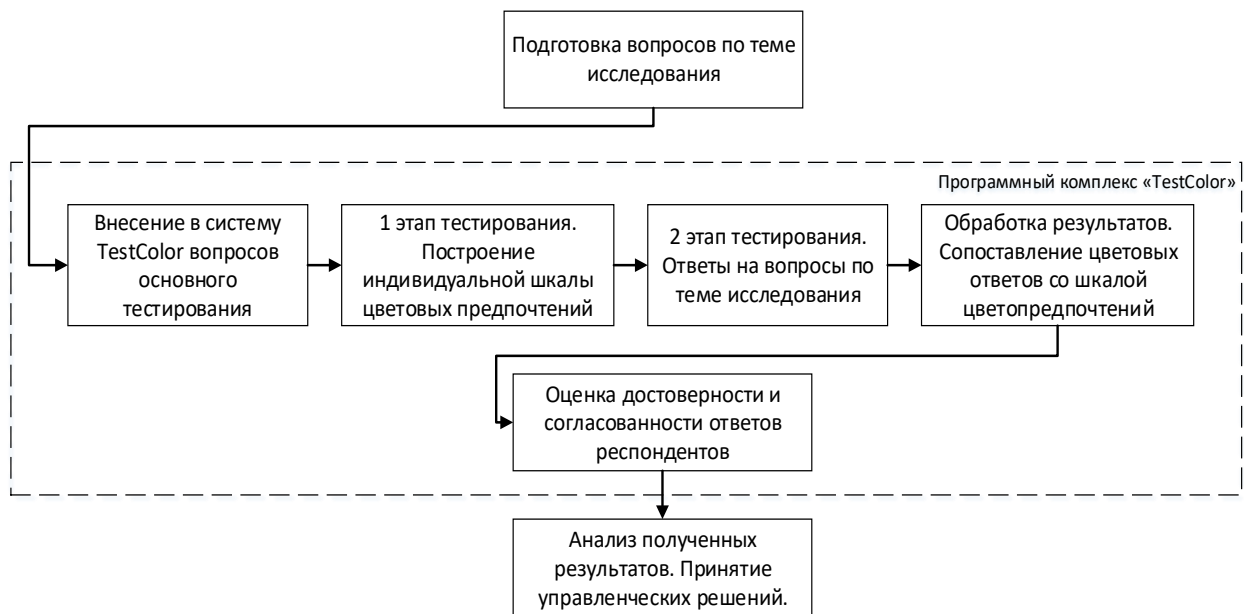 Подготовка вопросов по теме
исследования
Программный комплекс «TestColor»
Внесение в систему
TestColor вопросов
основного
тестирования
1 этап тестирования.
Построение
индивидуальной шкалы
цветовых предпочтений
2 этап тестирования.
Ответы на вопросы по
теме исследования
Обработка результатов.
Сопоставление цветовых
ответов со шкалой
цветопредпочтений
Оценка достоверности и
согласованности ответов
респондентов
Анализ полученных
результатов. Принятие
управленческих решений.